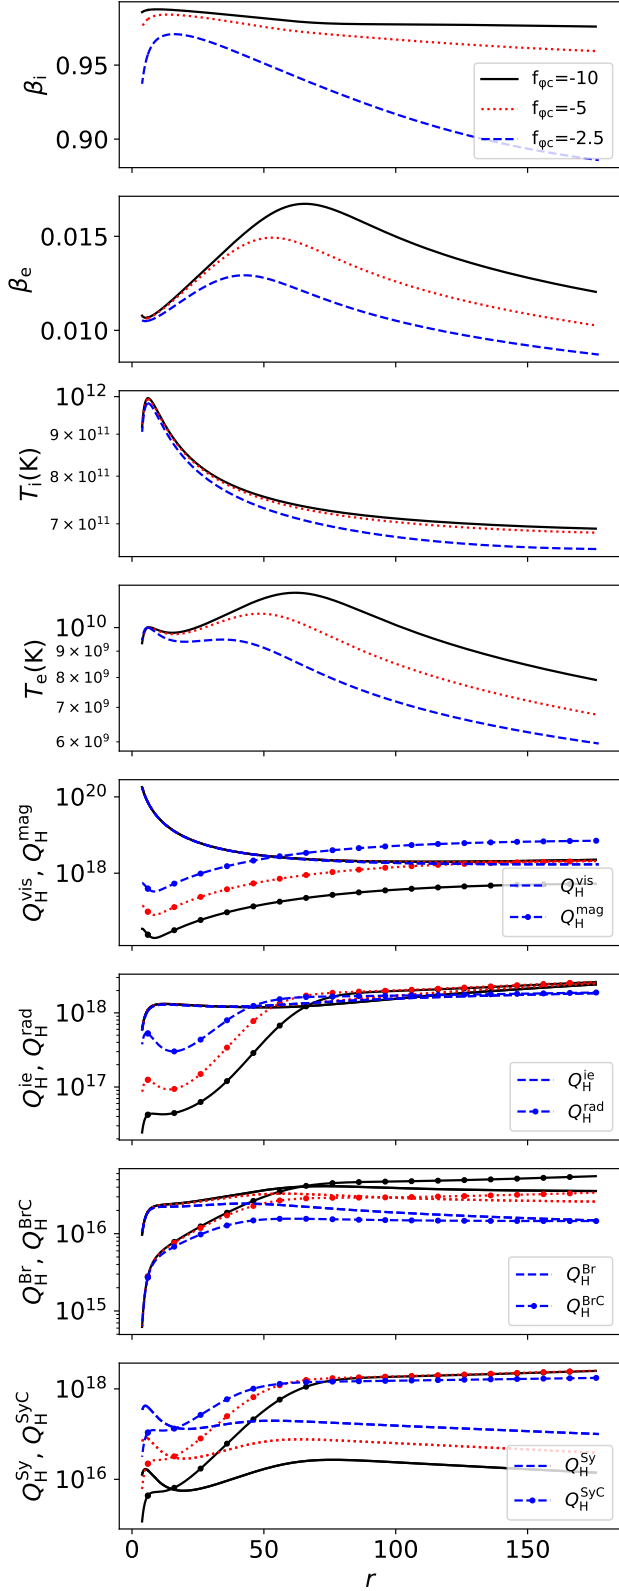 0.95
0.90
β_i
f_φc=-10
f_φc=-5
f_φc=-2.5
0.015
0.010
β_e
10^12
9 × 10^11
8 × 10^11
7 × 10^11
T_i(K)
10^10
9 × 10^9
8 × 10^9
7 × 10^9
6 × 10^9
T_e(K)
10^20
10^18
Q_H^vis, Q_H^mag
Q_H^vis
Q_H^mag
10^18
10^17
Q_H^ie, Q_H^rad
Q_H^ie
Q_H^rad
10^16
10^15
Q_H^Br, Q_H^BrC
Q_H^Br
Q_H^BrC
10^18
10^16
Q_H^Sy, Q_H^SyC
Q_H^Sy
Q_H^SyC
0 50 100 150
r